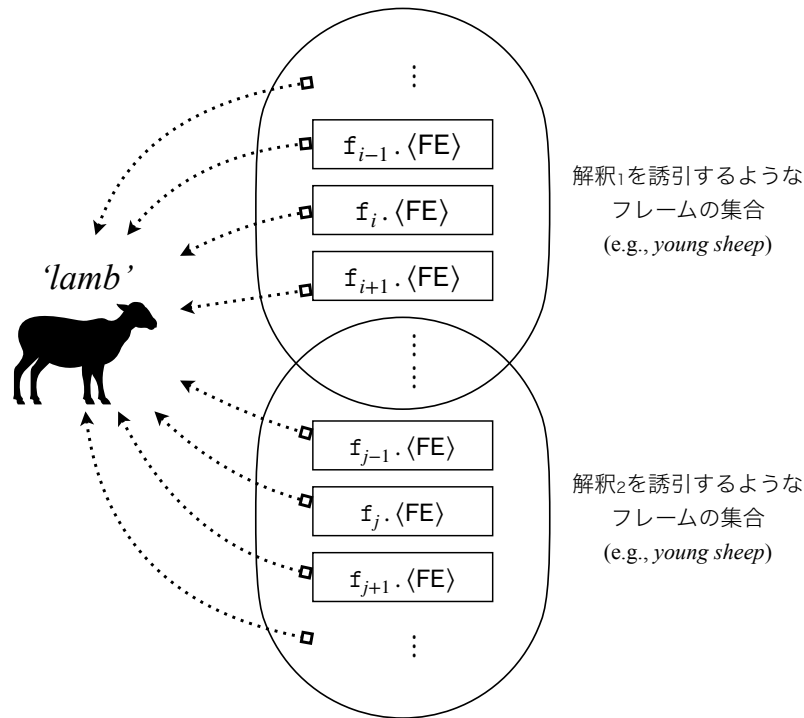 ⋮
f_{i−1}.⟨FE⟩
f_i.⟨FE⟩
f_{i+1}.⟨FE⟩
解釈₁を誘引するような
フレームの集合
(e.g., young sheep)
‘lamb’
⋮
f_{j−1}.⟨FE⟩
f_j.⟨FE⟩
f_{j+1}.⟨FE⟩
⋮
解釈₂を誘引するような
フレームの集合
(e.g., young sheep)